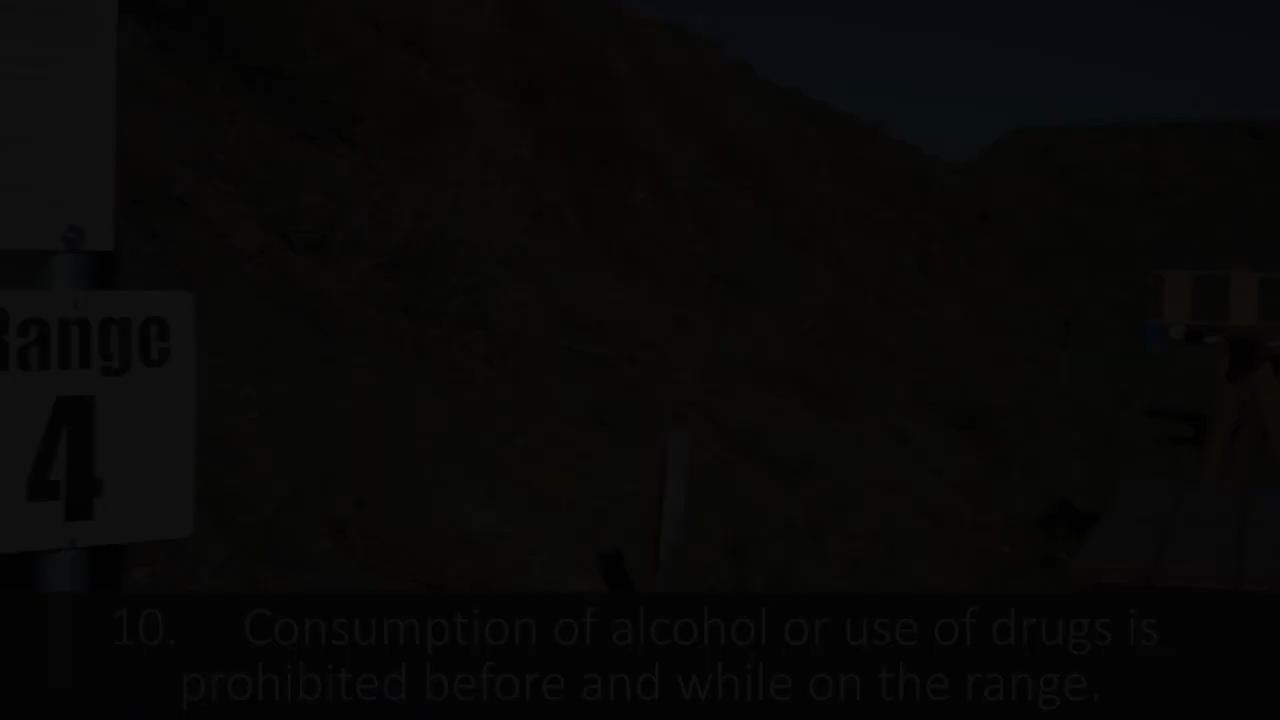 Range
4
10. Consumption of alcohol or use of drugs is
prohibited before and while on the range.